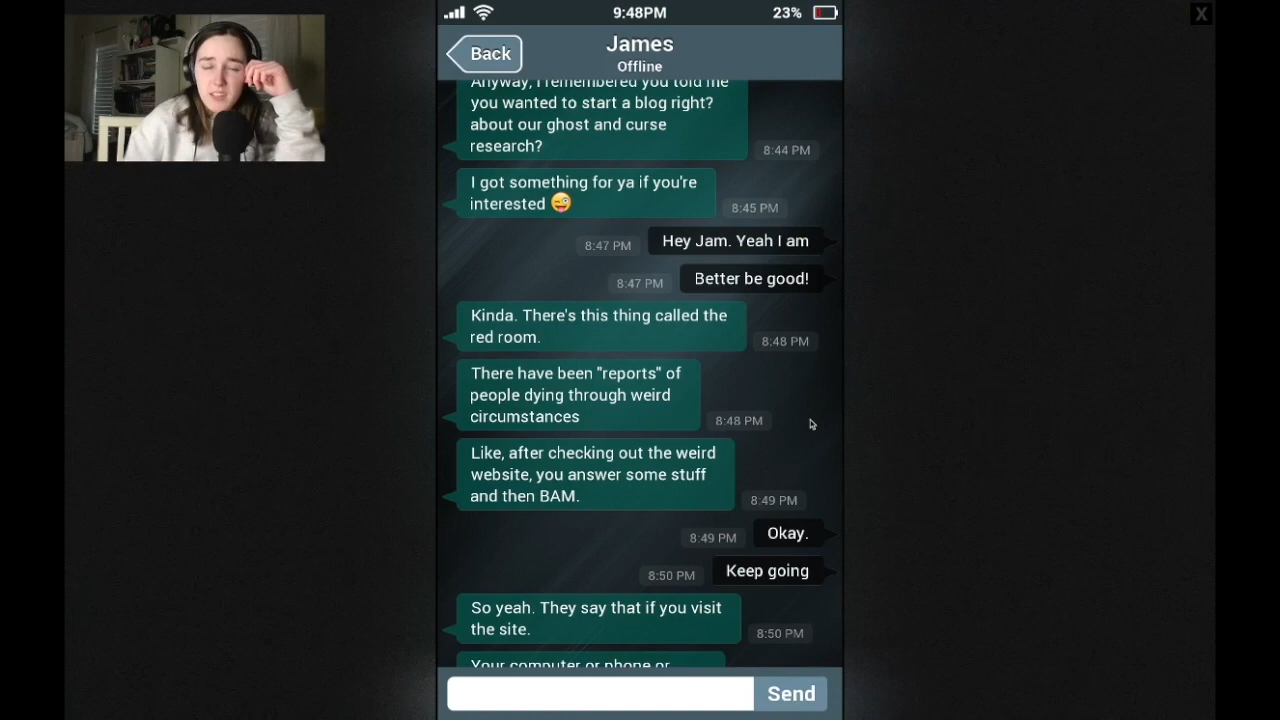 9:48PM
23%
X
Back
James
Offline
Anyway, I remembered you told me
you wanted to start a blog right?
about our ghost and curse
research?
8:44 PM
I got something for ya if you're
interested 😜
8:45 PM
Hey Jam. Yeah I am
8:47 PM
Better be good!
8:47 PM
Kinda. There's this thing called the
red room.
8:48 PM
There have been "reports" of
people dying through weird
circumstances
8:48 PM
Like, after checking out the weird
website, you answer some stuff
and then BAM.
8:49 PM
Okay.
8:49 PM
Keep going
8:50 PM
So yeah. They say that if you visit
the site.
8:50 PM
Your computer or phone or
Send